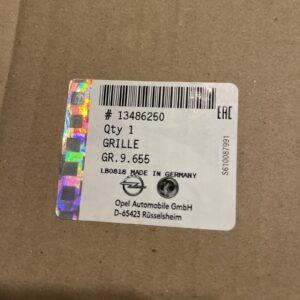 # 13486250
Qty 1
GRILLE
GR.9.655
LB0818 MADE IN GERMANY
Opel Automobile GmbH
D-65423 Rüsselsheim
EAC
S610087991